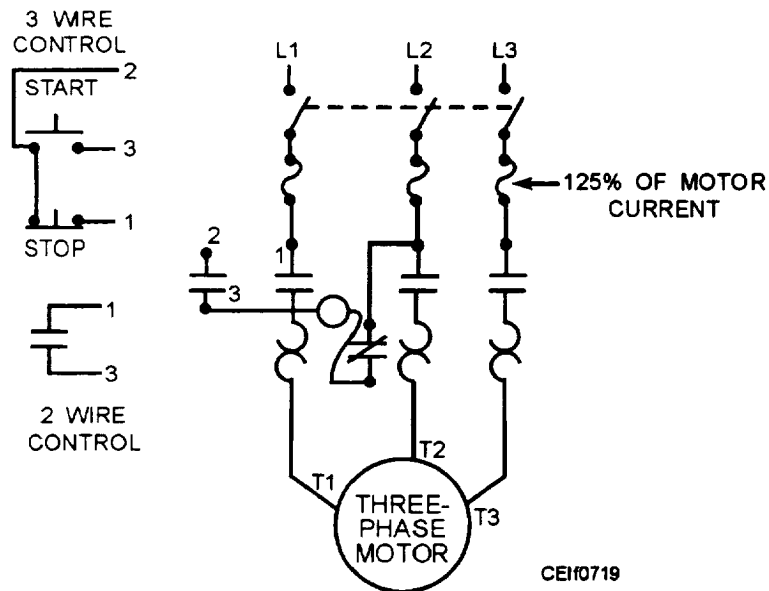 3 WIRE
CONTROL
2
START
3
1
STOP
1
3
2 WIRE
CONTROL
L1
L2
L3
125% OF MOTOR
CURRENT
2
1
3
T1
T2
T3
THREE-
PHASE
MOTOR
CEIf0719